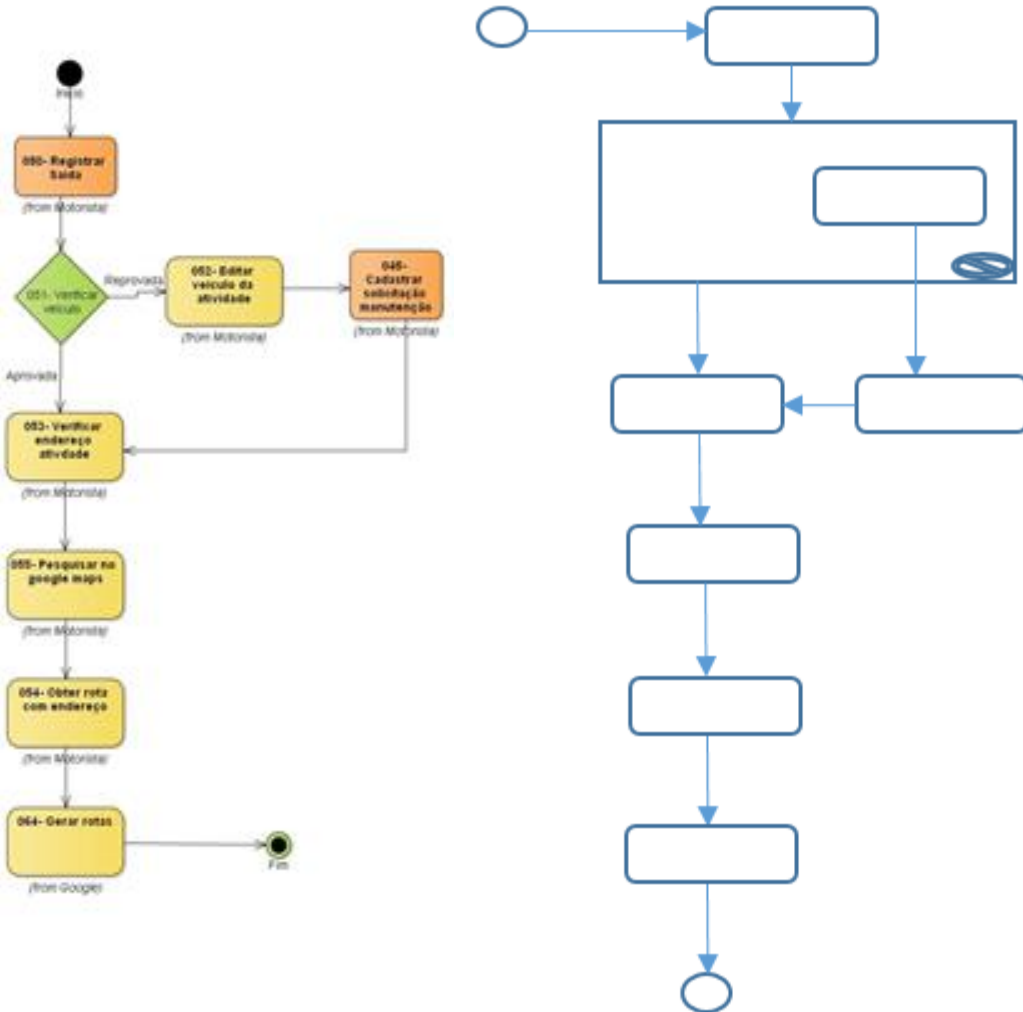 Início
050- Registrar
Saída
(from Motorista)
051- Verificar
veículo
Reprovada
052- Editar
veículo da
atividade
(from Motorista)
045-
Cadastrar
solicitação
manutenção
(from Motorista)
Aprovada
053- Verificar
endereço
atividade
(from Motorista)
055- Pesquisar no
google maps
(from Motorista)
054- Obter rota
com endereço
(from Motorista)
064- Gerar rotas
(from Google)
Fim